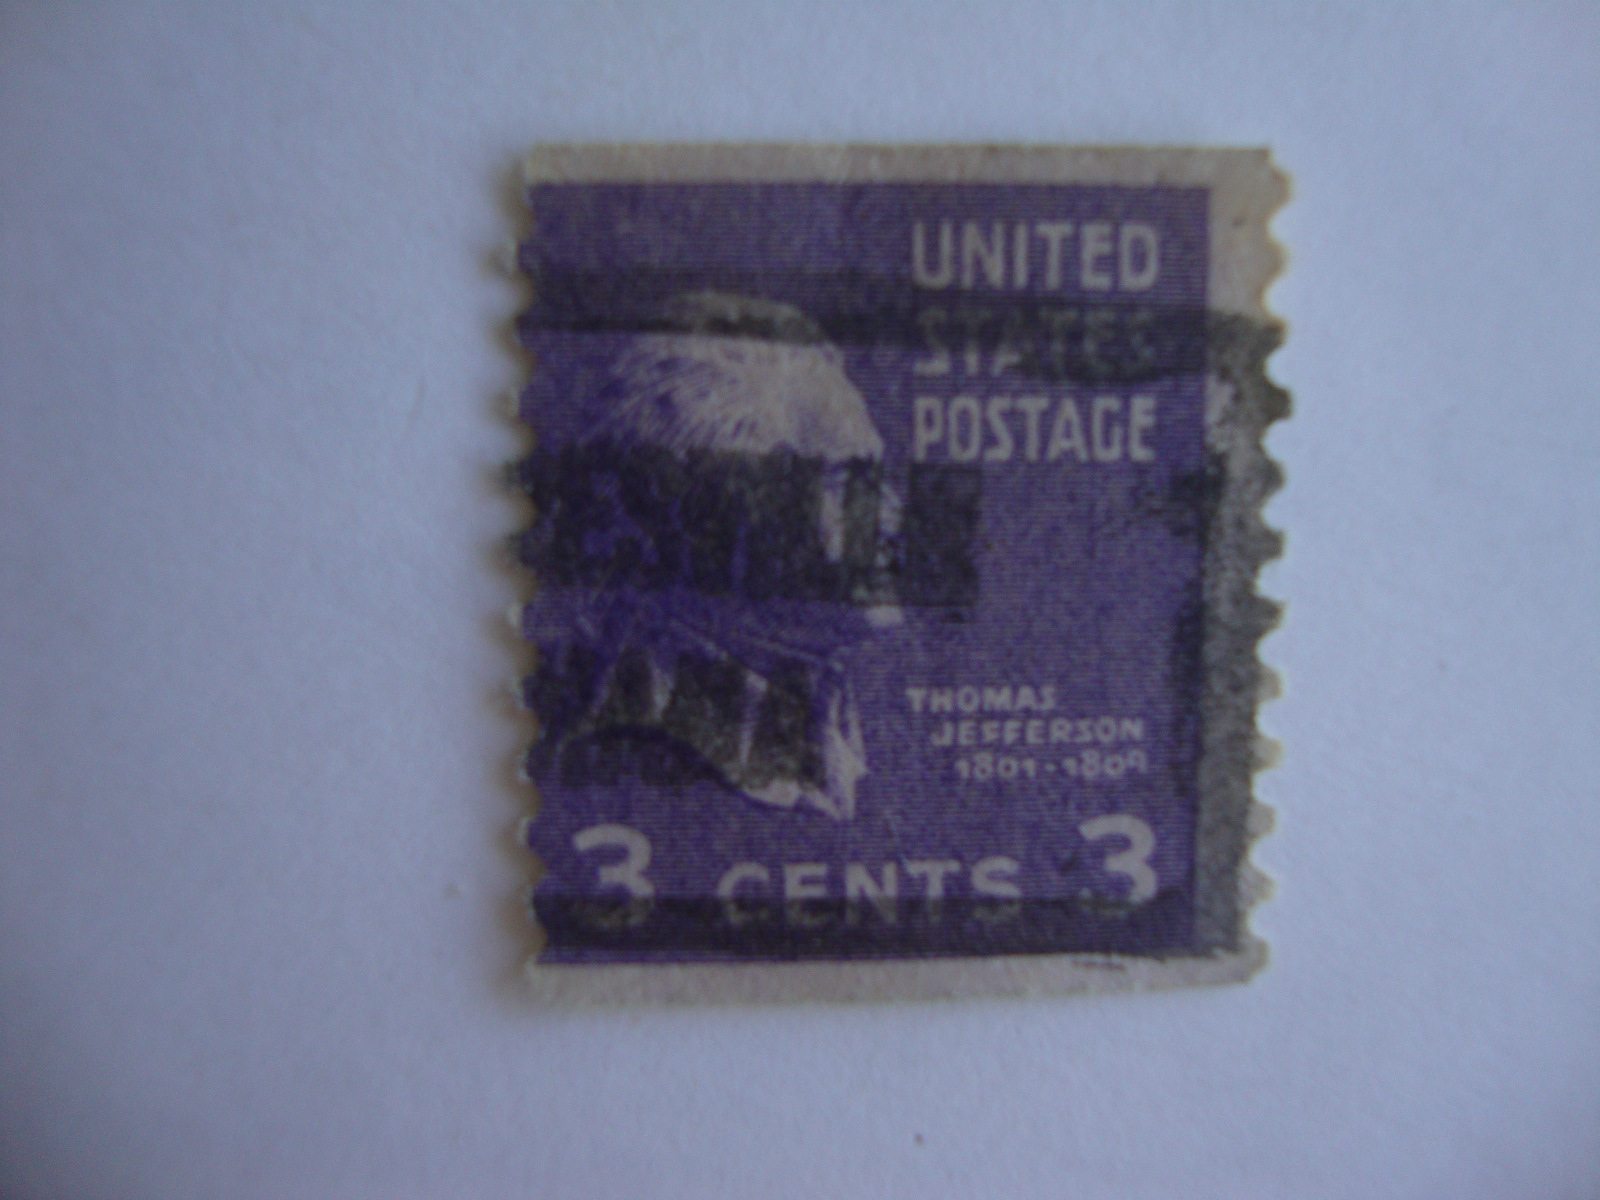 UNITED
STATES
POSTAGE
THOMAS
JEFFERSON
1801-1809
3 CENTS 3